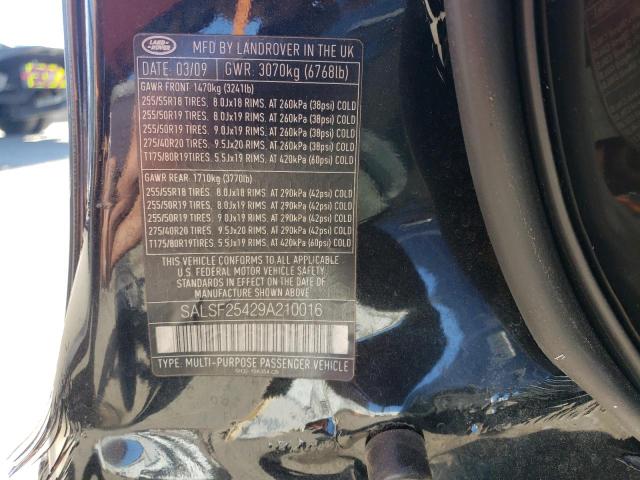 LAND ROVER
MFD BY LANDROVER IN THE UK
DATE: 03/09 GWR: 3070kg (6768lb)
GAWR FRONT: 1470kg (3241lb)
255/55R18 TIRES, 8.0Jx18 RIMS, AT 260kPa (38psi) COLD
255/50R19 TIRES, 8.0Jx19 RIMS, AT 260kPa (38psi) COLD
255/50R19 TIRES, 9.0Jx19 RIMS, AT 260kPa (38psi) COLD
275/40R20 TIRES, 9.5Jx20 RIMS, AT 260kPa (38psi) COLD
T175/80R19TIRES, 5.5Jx19 RIMS, AT 420kPa (60psi) COLD
GAWR REAR: 1710kg (3770lb)
255/55R18 TIRES, 8.0Jx18 RIMS, AT 290kPa (42psi) COLD
255/50R19 TIRES, 8.0Jx19 RIMS, AT 290kPa (42psi) COLD
255/50R19 TIRES, 9.0Jx19 RIMS, AT 290kPa (42psi) COLD
275/40R20 TIRES, 9.5Jx20 RIMS, AT 290kPa (42psi) COLD
T175/80R19TIRES, 5.5Jx19 RIMS, AT 420kPa (60psi) COLD
THIS VEHICLE CONFORMS TO ALL APPLICABLE
U.S. FEDERAL MOTOR VEHICLE SAFETY
STANDARDS IN EFFECT ON THE DATE OF
MANUFACTURE SHOWN ABOVE.
SALSF25429A210016
TYPE: MULTI-PURPOSE PASSENGER VEHICLE